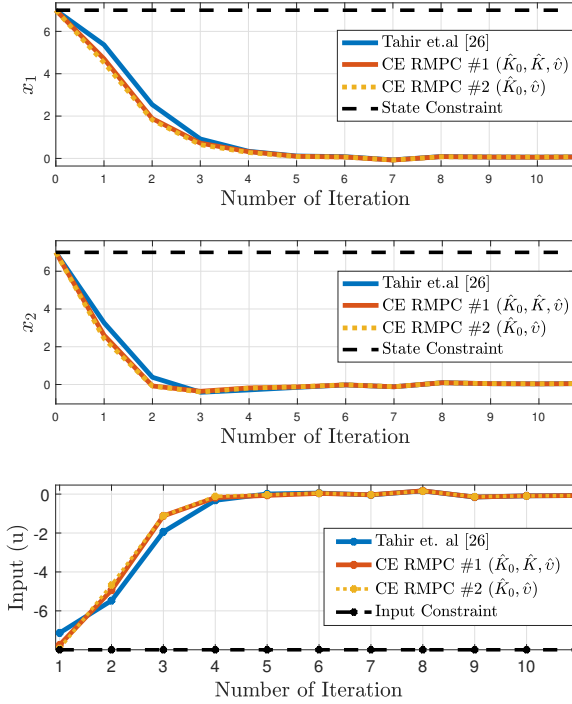 6
4
2
0
x₁
Tahir et.al [26]
CE RMPC #1 (K̂₀, K̂, v̂)
CE RMPC #2 (K̂₀, v̂)
State Constraint
0 1 2 3 4 5 6 7 8 9 10
Number of Iteration
6
4
2
0
x₂
Tahir et.al [26]
CE RMPC #1 (K̂₀, K̂, v̂)
CE RMPC #2 (K̂₀, v̂)
State Constraint
0 1 2 3 4 5 6 7 8 9 10
Number of Iteration
0
-2
-4
-6
Input (u)
Tahir et. al [26]
CE RMPC #1 (K̂₀, K̂, v̂)
CE RMPC #2 (K̂₀, v̂)
Input Constraint
1 2 3 4 5 6 7 8 9 10
Number of Iteration